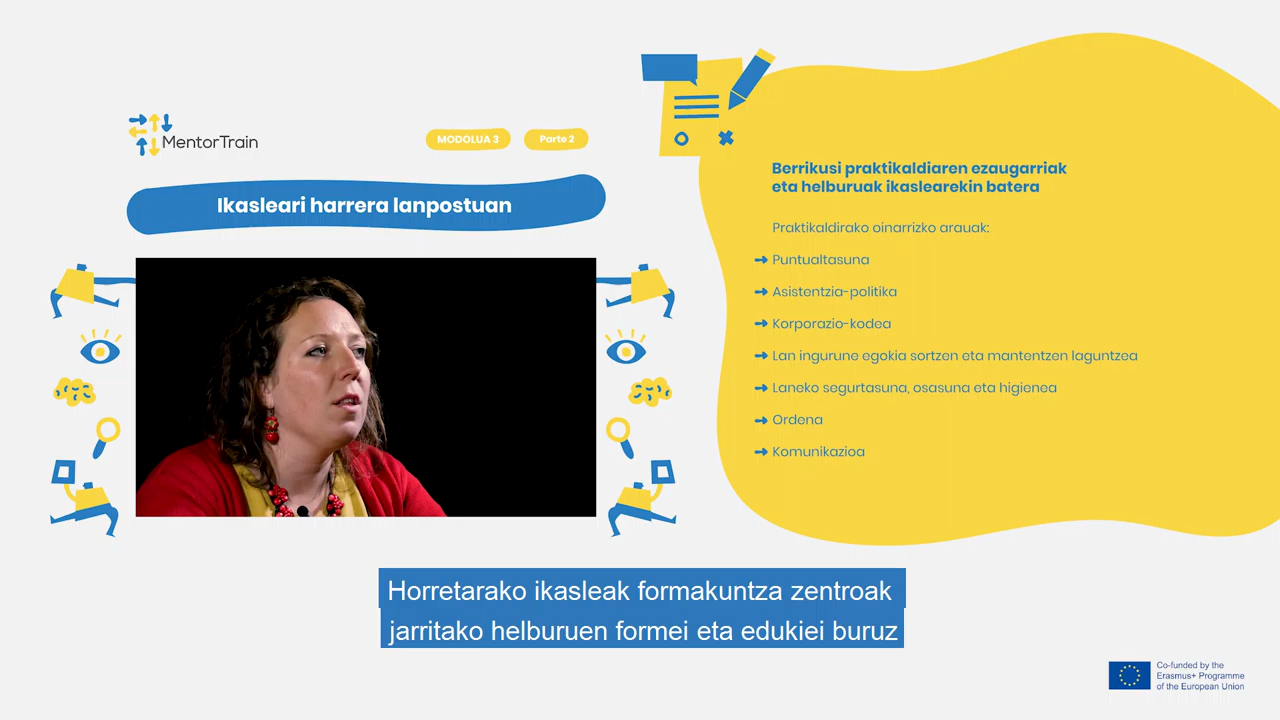 MentorTrain
MODOLUA 3
Parte 2
Ikasleari harrera lanpostuan
Berrikusi praktikaldiaren ezaugarriak
eta helburuak ikaslearekin batera
Praktikaldirako oinarrizko arauak:
Puntualtasuna
Asistentzia-politika
Korporazio-kodea
Lan ingurune egokia sortzen eta mantentzen laguntzea
Laneko segurtasuna, osasuna eta higienea
Ordena
Komunikazioa
Horretarako ikasleak formakuntza zentroak
jarritako helburuen formei eta edukiei buruz
Co-funded by the
Erasmus+ Programme
of the European Union